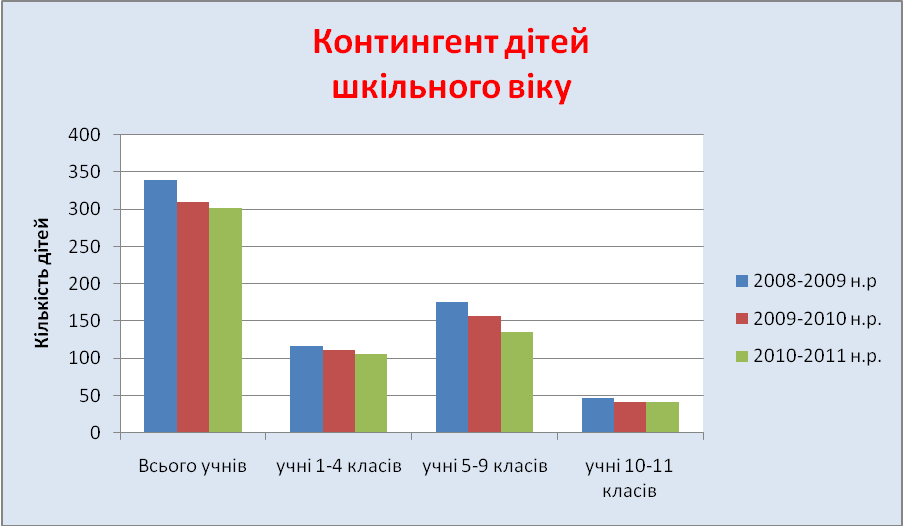 Контингент дітей
шкільного віку
Кількість дітей
400
350
300
250
200
150
100
50
0
Всього учнів
учні 1-4 класів
учні 5-9 класів
учні 10-11
класів
2008-2009 н.р
2009-2010 н.р.
2010-2011 н.р.